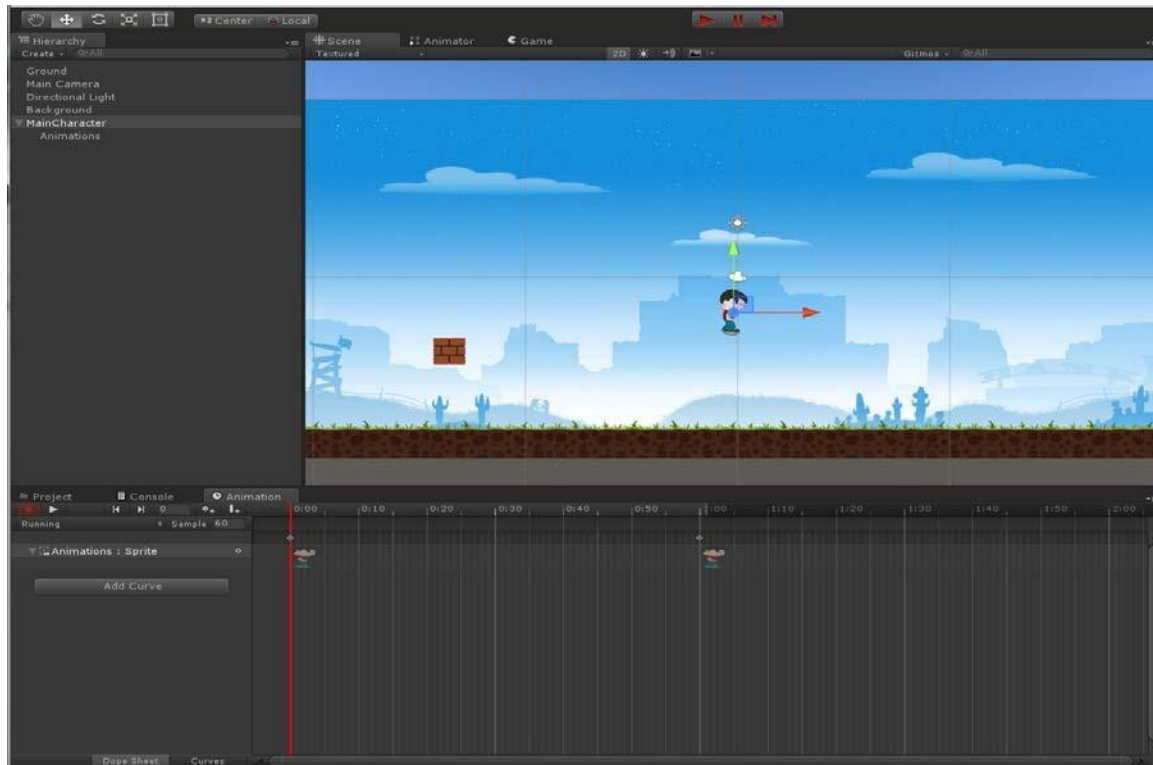 Center Local
Hierarchy
Scene Animator Game
Create All
Textured 2D Gizmos All
Ground
Main Camera
Directional Light
Background
MainCharacter
Animations
Project Console Animation
0 0:00 0:10 0:20 0:30 0:40 0:50 1:00 1:10 1:20 1:30 1:40 1:50 2:00
Running Sample 60
Animations : Sprite
Add Curve
Dope Sheet Curves